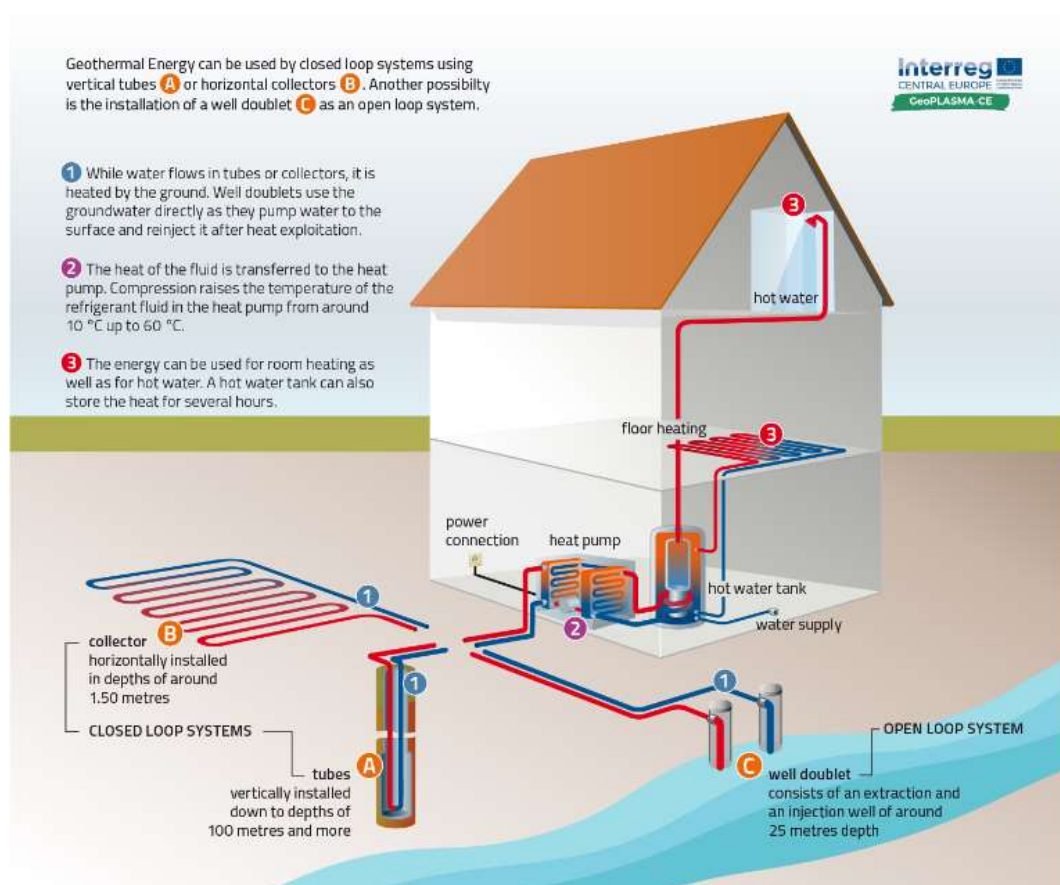 Geothermal Energy can be used by closed loop systems using
vertical tubes A or horizontal collectors B. Another possibilty
is the installation of a well doublet C as an open loop system.
Interreg
CENTRAL EUROPE
GeoPLASMA-CE
1 While water flows in tubes or collectors, it is
heated by the ground. Well doublets use the
groundwater directly as they pump water to the
surface and reinject it after heat exploitation.
2 The heat of the fluid is transferred to the heat
pump. Compression raises the temperature of the
refrigerant fluid in the heat pump from around
10 °C up to 60 °C.
3 The energy can be used for room heating as
well as for hot water. A hot water tank can also
store the heat for several hours.
3
hot water
floor heating
3
power
connection
heat pump
hot water tank
water supply
2
1
B
collector
horizontally installed
in depths of around
1.50 metres
CLOSED LOOP SYSTEMS
1
A
tubes
vertically installed
down to depths of
100 metres and more
1
OPEN LOOP SYSTEM
C
well doublet
consists of an extraction and
an injection well of around
25 metres depth